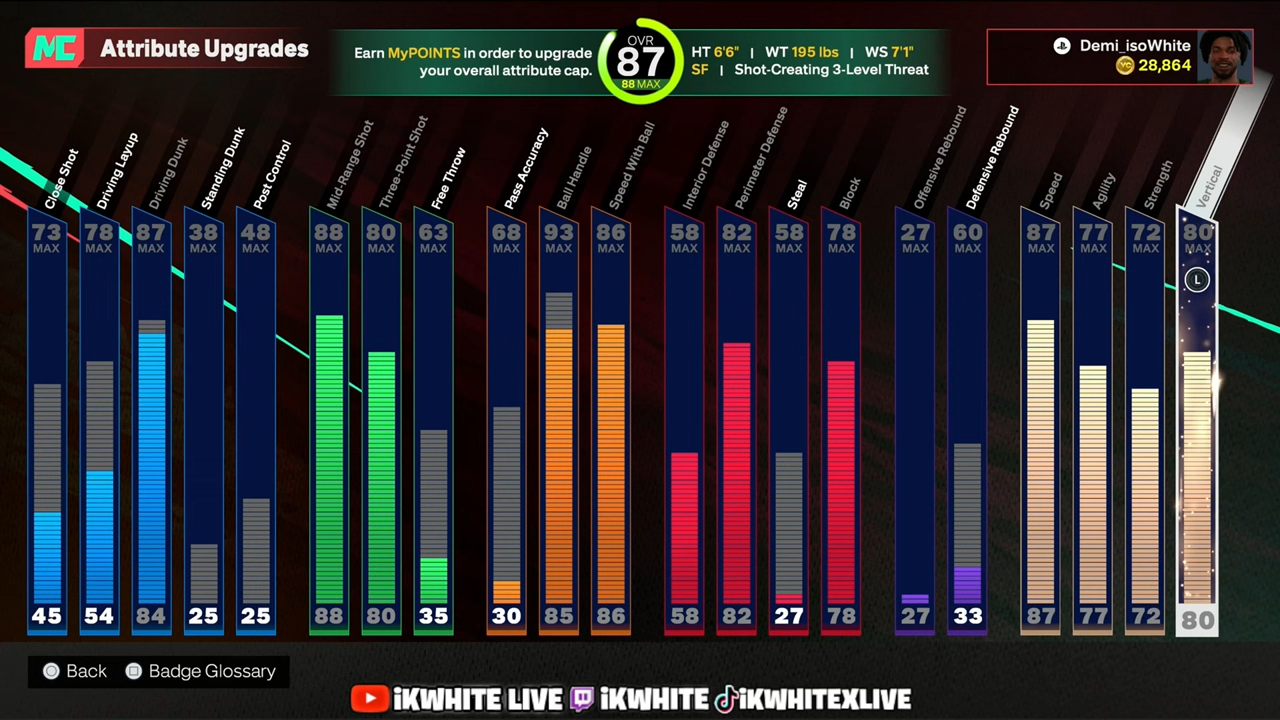 MC Attribute Upgrades
Earn MyPOINTS in order to upgrade
your overall attribute cap.
OVR
87
88 MAX
HT 6'6" | WT 195 lbs | WS 7'1"
SF | Shot-Creating 3-Level Threat
Demi_isoWhite
VC 28,864
Close Shot
Driving Layup
Driving Dunk
Standing Dunk
Post Control
Mid-Range Shot
Three-Point Shot
Free Throw
Pass Accuracy
Ball Handle
Speed With Ball
Interior Defense
Perimeter Defense
Steal
Block
Offensive Rebound
Defensive Rebound
Speed
Agility
Strength
Vertical
73 78 87 38 48 88 80 63 68 93 86 58 82 58 78 27 60 87 77 72 80
MAX MAX MAX MAX MAX MAX MAX MAX MAX MAX MAX MAX MAX MAX MAX MAX MAX MAX MAX MAX MAX
L
45 54 84 25 25 88 80 35 30 85 86 58 82 27 78 27 33 87 77 72 80
Back Badge Glossary
iKWHITE LIVE iKWHITE iKWHITEXLIVE